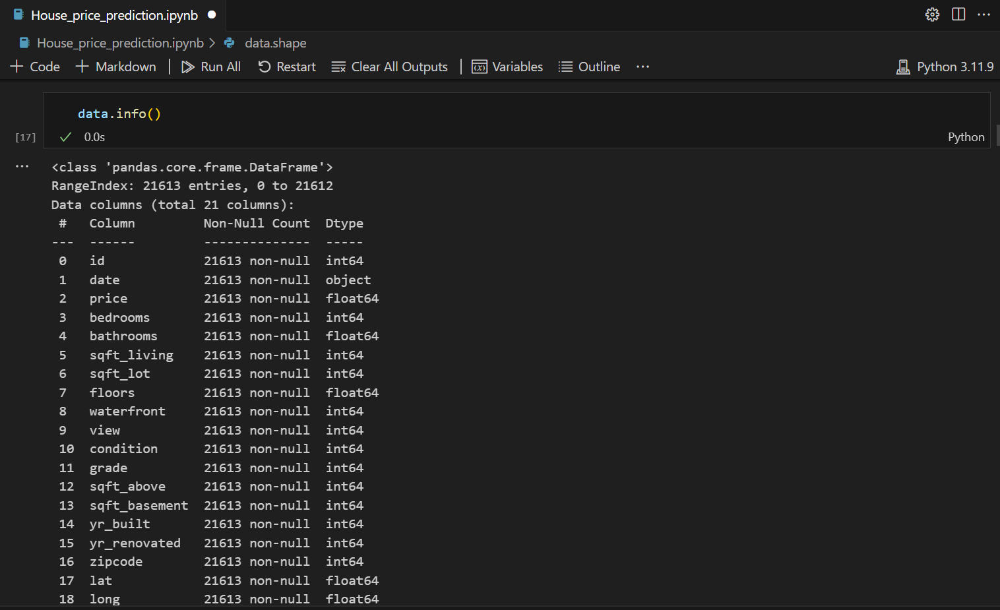 House_price_prediction.ipynb
House_price_prediction.ipynb > data.shape
+ Code + Markdown | Run All Restart Clear All Outputs | (x) Variables Outline ... Python 3.11.9
data.info()
[17] 0.0s Python
... <class 'pandas.core.frame.DataFrame'>
RangeIndex: 21613 entries, 0 to 21612
Data columns (total 21 columns):
 #   Column         Non-Null Count  Dtype
---  ------         --------------  -----
 0   id             21613 non-null  int64
 1   date           21613 non-null  object
 2   price          21613 non-null  float64
 3   bedrooms       21613 non-null  int64
 4   bathrooms      21613 non-null  float64
 5   sqft_living    21613 non-null  int64
 6   sqft_lot       21613 non-null  int64
 7   floors         21613 non-null  float64
 8   waterfront     21613 non-null  int64
 9   view           21613 non-null  int64
 10  condition      21613 non-null  int64
 11  grade          21613 non-null  int64
 12  sqft_above     21613 non-null  int64
 13  sqft_basement  21613 non-null  int64
 14  yr_built       21613 non-null  int64
 15  yr_renovated   21613 non-null  int64
 16  zipcode        21613 non-null  int64
 17  lat            21613 non-null  float64
 18  long           21613 non-null  float64